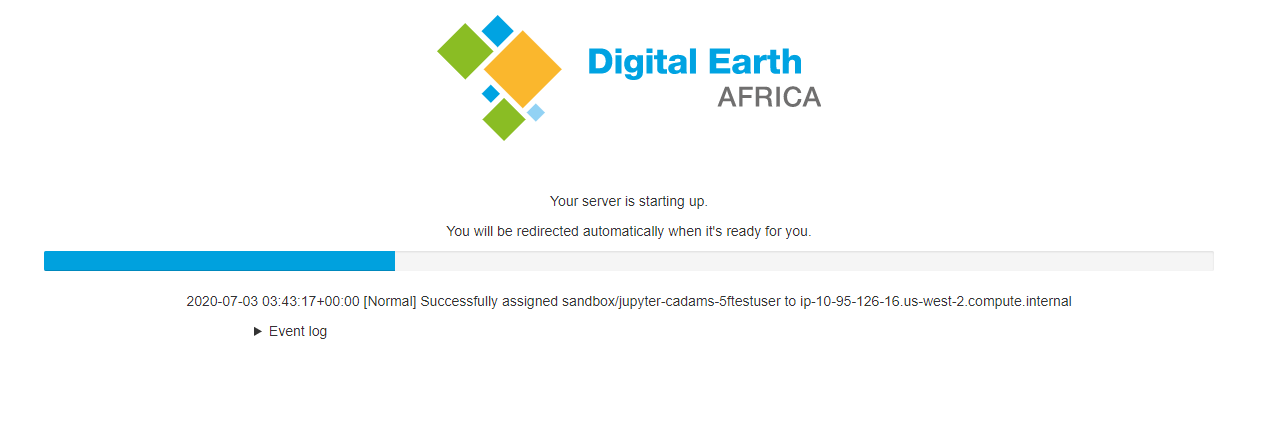 Digital Earth
AFRICA
Your server is starting up.
You will be redirected automatically when it's ready for you.
2020-07-03 03:43:17+00:00 [Normal] Successfully assigned sandbox/jupyter-cadams-5ftestuser to ip-10-95-126-16.us-west-2.compute.internal
Event log